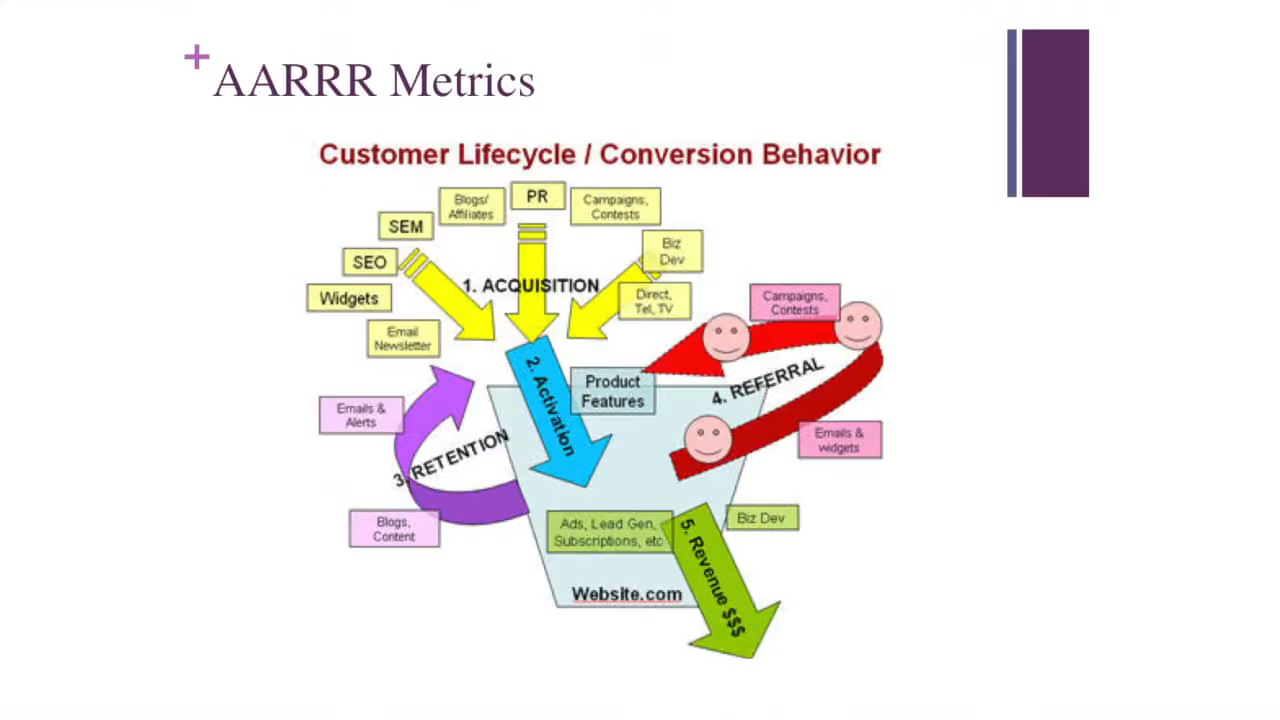 +
AARRR Metrics
Customer Lifecycle / Conversion Behavior
Blogs/
Affiliates
PR
Campaigns,
Contests
SEM
SEO
Widgets
Email
Newsletter
Biz
Dev
Direct,
Tel, TV
1. ACQUISITION
2. Activation
Product
Features
Campaigns,
Contests
4. REFERRAL
Emails &
widgets
Emails &
Alerts
3. RETENTION
Blogs,
Content
Ads, Lead Gen,
Subscriptions, etc
Biz Dev
5. Revenue $$$
Website.com